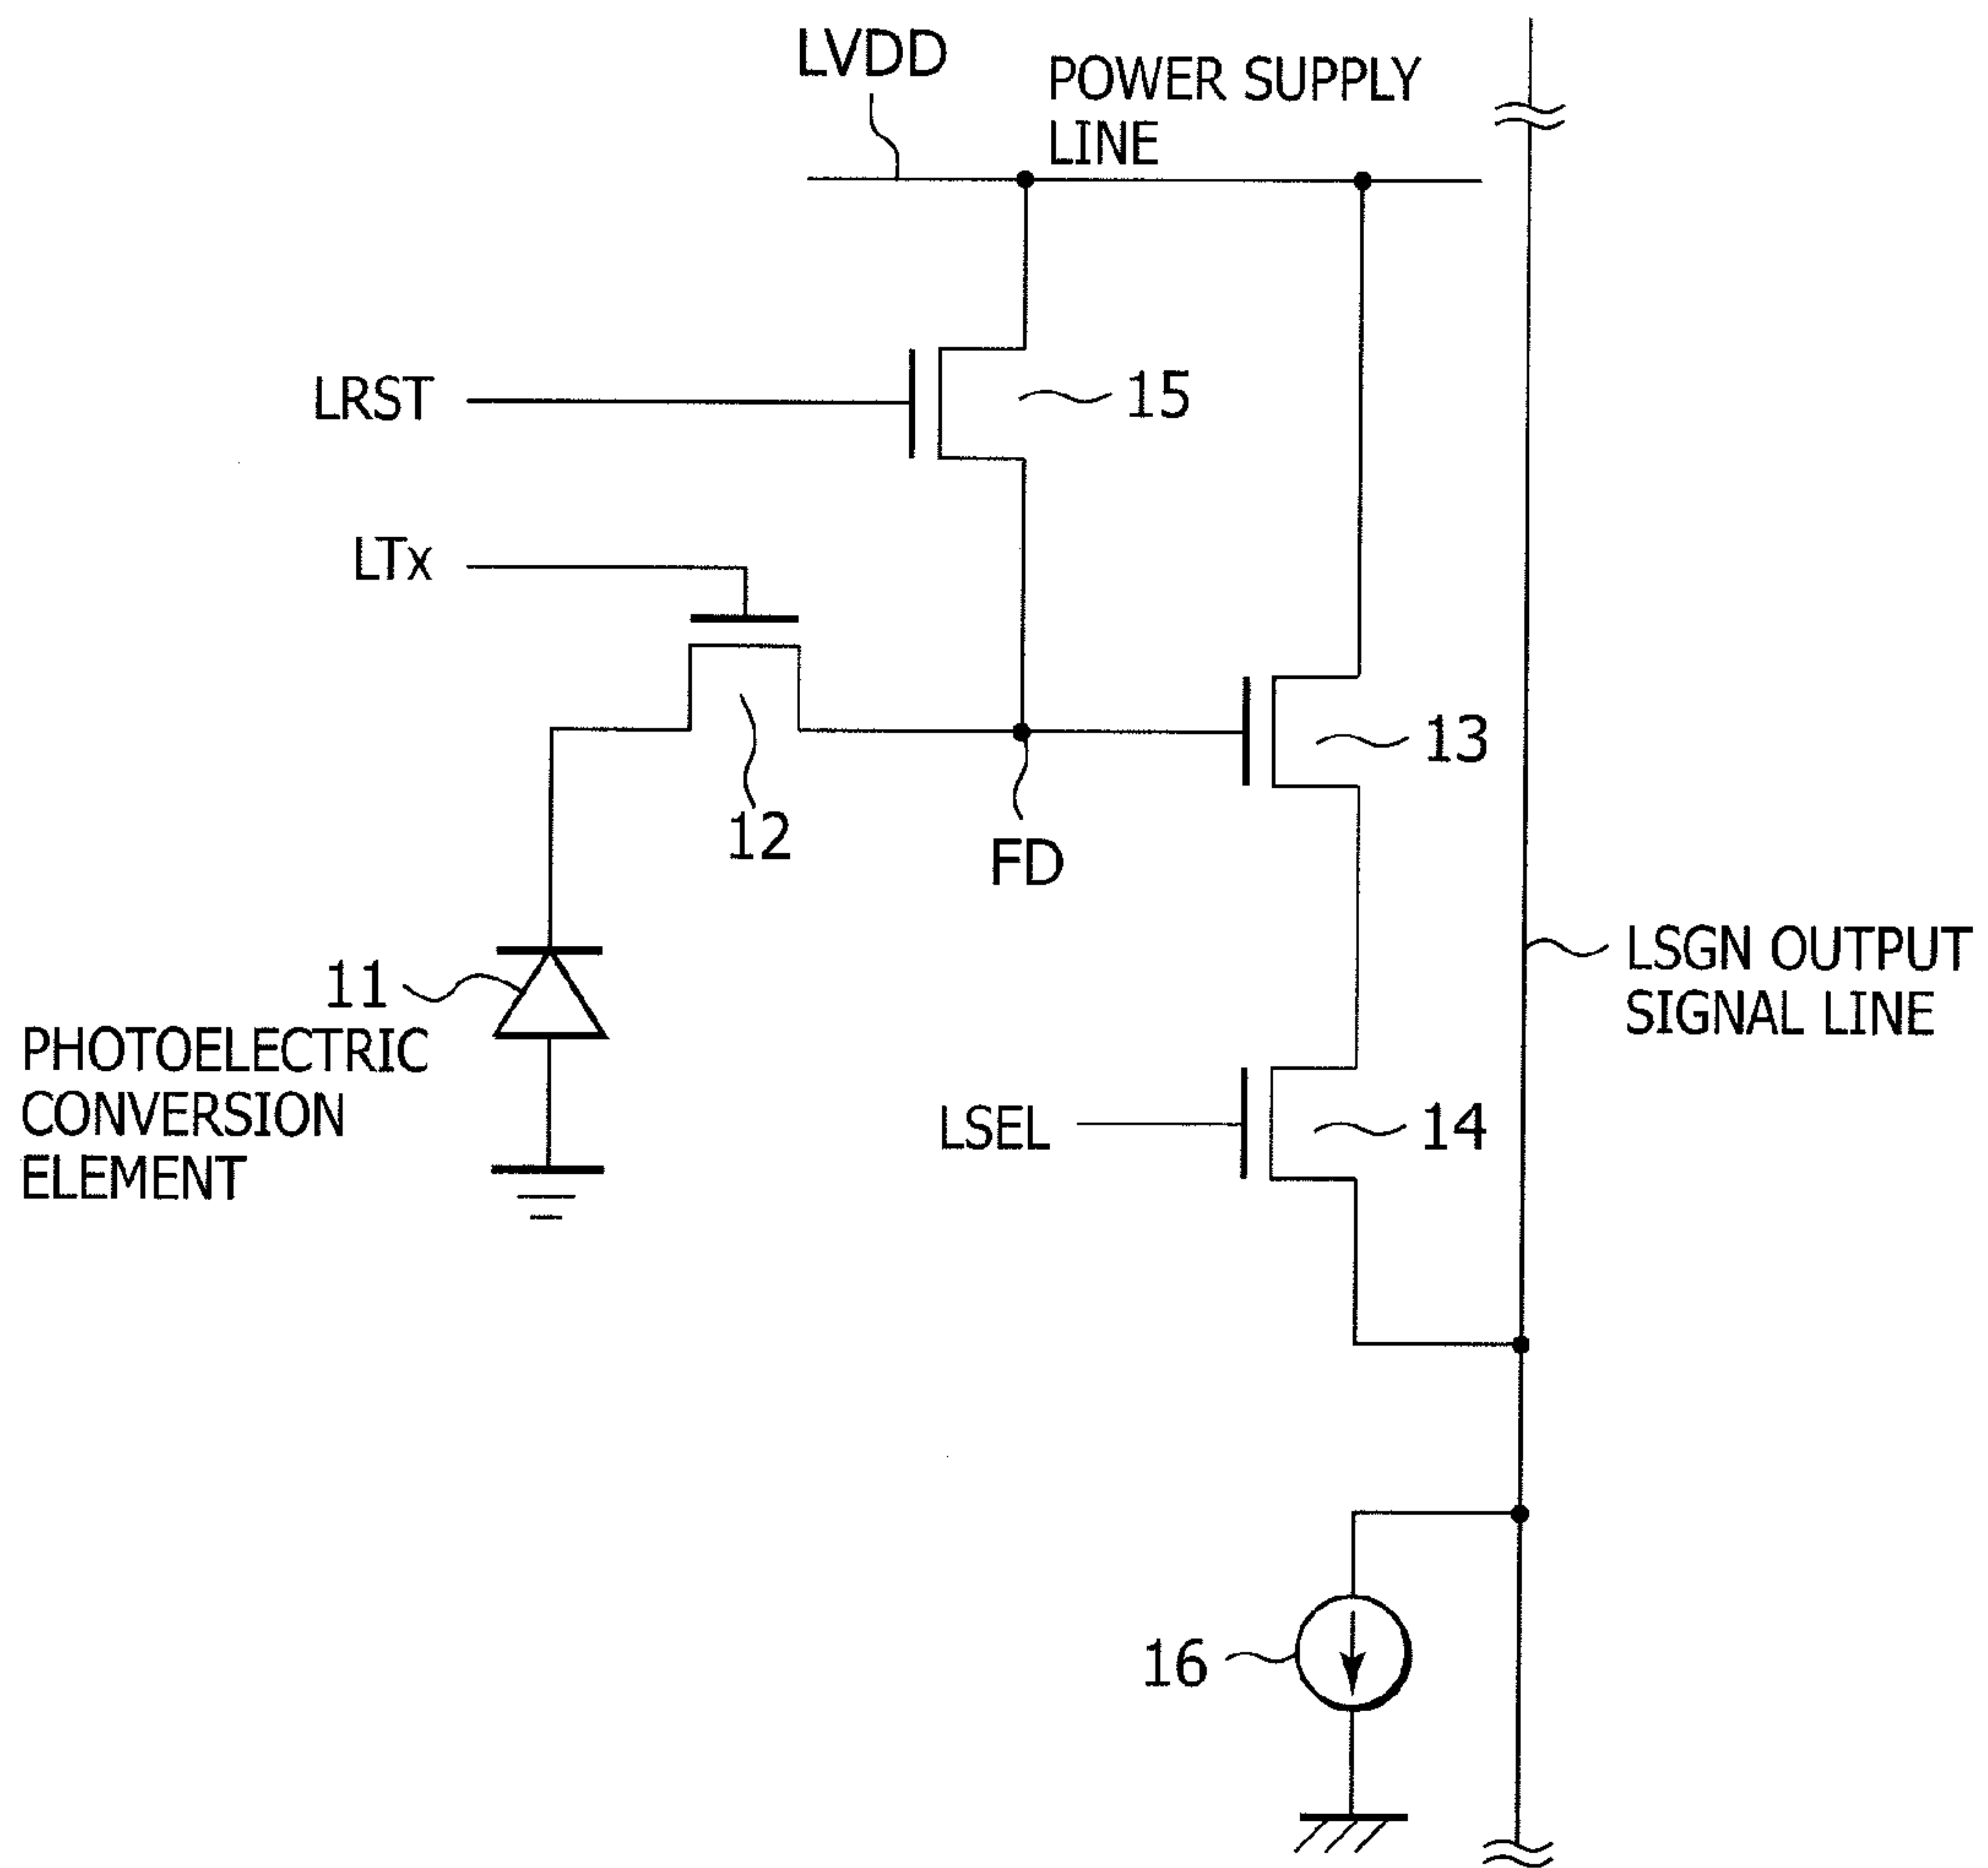 LVDD
POWER SUPPLY
LINE
LRST
15
LTx
13
12
FD
LSGN OUTPUT
SIGNAL LINE
11
PHOTOELECTRIC
CONVERSION
ELEMENT
LSEL
14
16